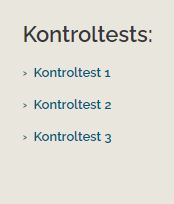 Kontroltests:
› Kontroltest 1
› Kontroltest 2
› Kontroltest 3